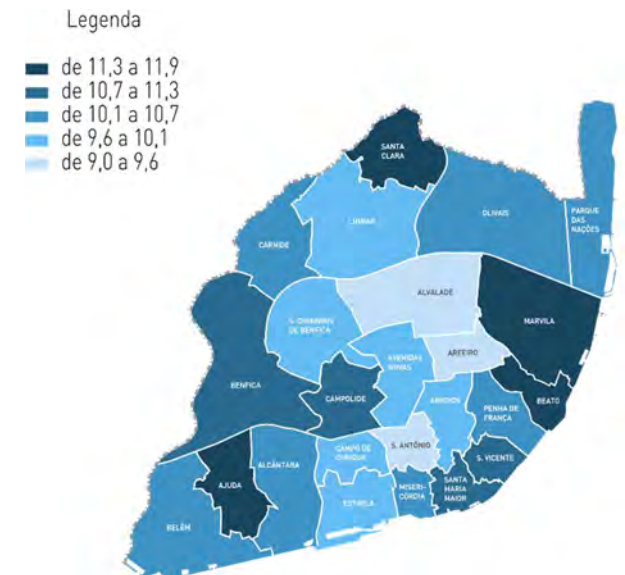 Legenda
de 11,3 a 11,9
de 10,7 a 11,3
de 10,1 a 10,7
de 9,6 a 10,1
de 9,0 a 9,6
SANTA
CLARA
LUMIAR
OLIVAIS
PARQUE
DAS
NAÇÕES
CARNIDE
ALVALADE
S. DOMINGOS
DE BENFICA
MARVILA
AVENIDAS
NOVAS
AREEIRO
BENFICA
CAMPOLIDE
BEATO
ARROIOS
PENHA DE
FRANÇA
S. ANTÓNIO
CAMPO DE
OURIQUE
S. VICENTE
ALCÂNTARA
AJUDA
MISERI-
CÓRDIA
SANTA
MARIA
MAIOR
ESTRELA
BELÉM